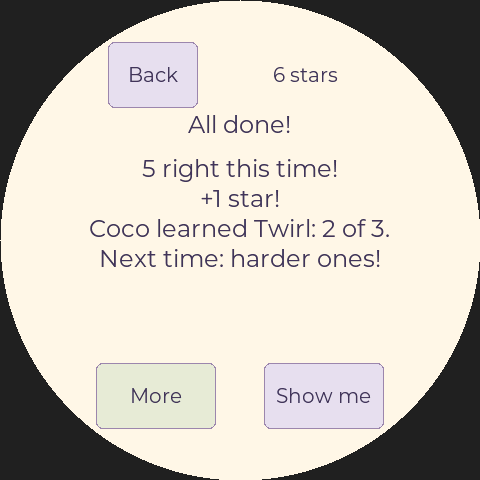 Back
6 stars
All done!
5 right this time!
+1 star!
Coco learned Twirl: 2 of 3.
Next time: harder ones!
More
Show me